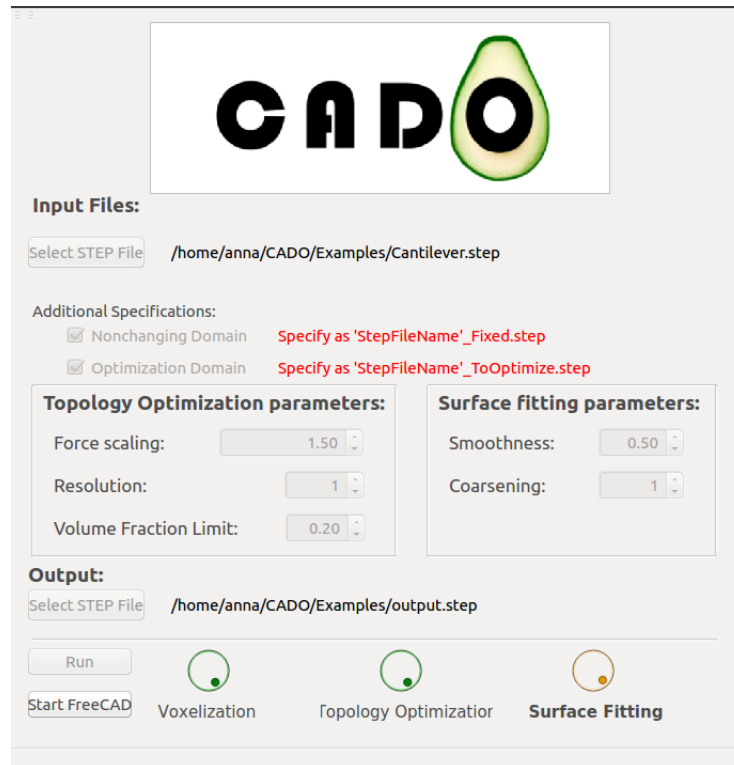 CADO
Input Files:
Select STEP File /home/anna/CADO/Examples/Cantilever.step
Additional Specifications:
Nonchanging Domain Specify as 'StepFileName'_Fixed.step
Optimization Domain Specify as 'StepFileName'_ToOptimize.step
Topology Optimization parameters:
Force scaling: 1.50
Resolution: 1
Volume Fraction Limit: 0.20
Surface fitting parameters:
Smoothness: 0.50
Coarsening: 1
Output:
Select STEP File /home/anna/CADO/Examples/output.step
Run
Start FreeCAD
Voxelization
Topology Optimization
Surface Fitting